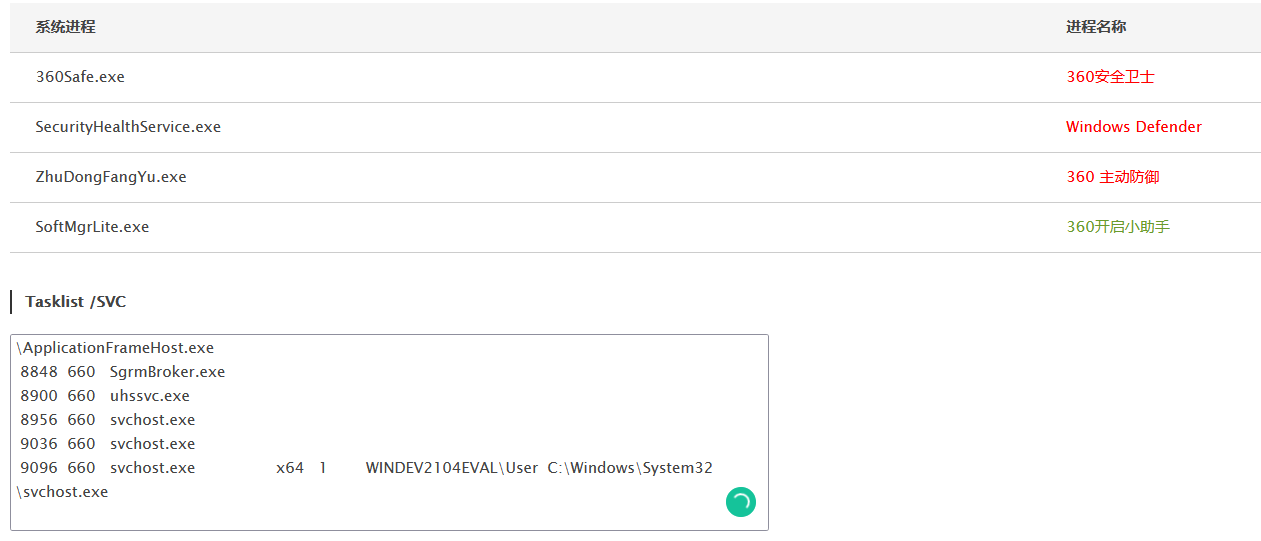 系统进程 进程名称
360Safe.exe 360安全卫士
SecurityHealthService.exe Windows Defender
ZhuDongFangYu.exe 360 主动防御
SoftMgrLite.exe 360开启小助手
Tasklist /SVC
\ApplicationFrameHost.exe
8848 660 SgrmBroker.exe
8900 660 uhssvc.exe
8956 660 svchost.exe
9036 660 svchost.exe
9096 660 svchost.exe x64 1 WINDEV2104EVAL\User C:\Windows\System32
\svchost.exe